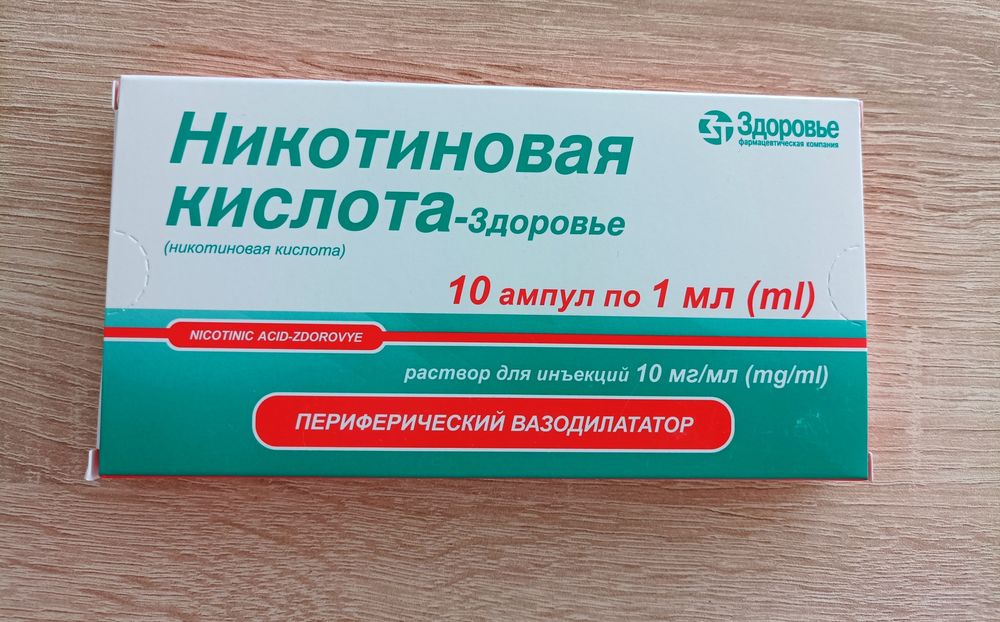 Никотиновая
кислота-Здоровье
(никотиновая кислота)
ЗТ Здоровье
фармацевтическая компания
10 ампул по 1 мл (ml)
NICOTINIC ACID-ZDOROVYE
раствор для инъекций 10 мг/мл (mg/ml)
ПЕРИФЕРИЧЕСКИЙ ВАЗОДИЛАТАТОР